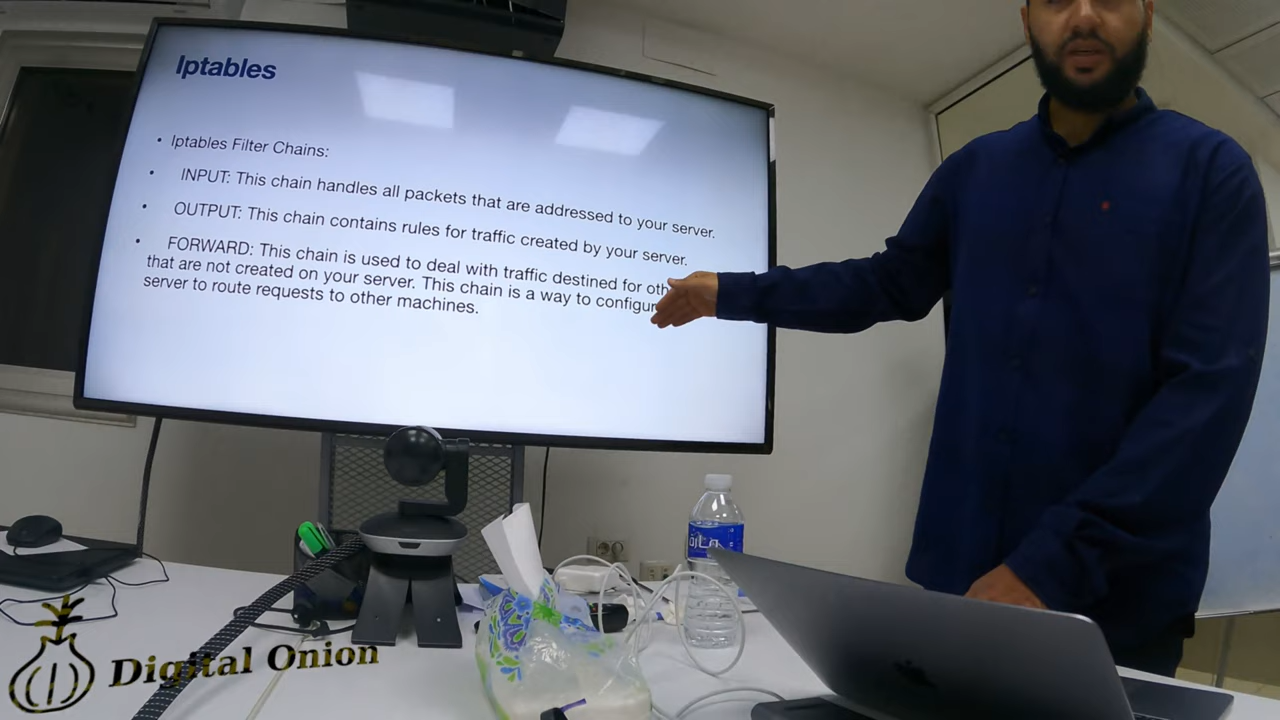 Iptables
• Iptables Filter Chains:
• INPUT: This chain handles all packets that are addressed to your server.
• OUTPUT: This chain contains rules for traffic created by your server.
• FORWARD: This chain is used to deal with traffic destined for
that are not created on your server. This chain is a way to
server to route requests to other machines.
Digital Onion